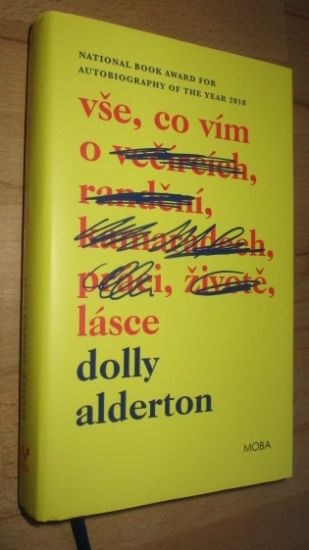 NATIONAL BOOK AWARD FOR
AUTOBIOGRAPHY OF THE YEAR 2018
vše, co vím
o večírcích,
randění,
kamarádech,
práci, životě,
lásce
dolly
alderton
MOBA